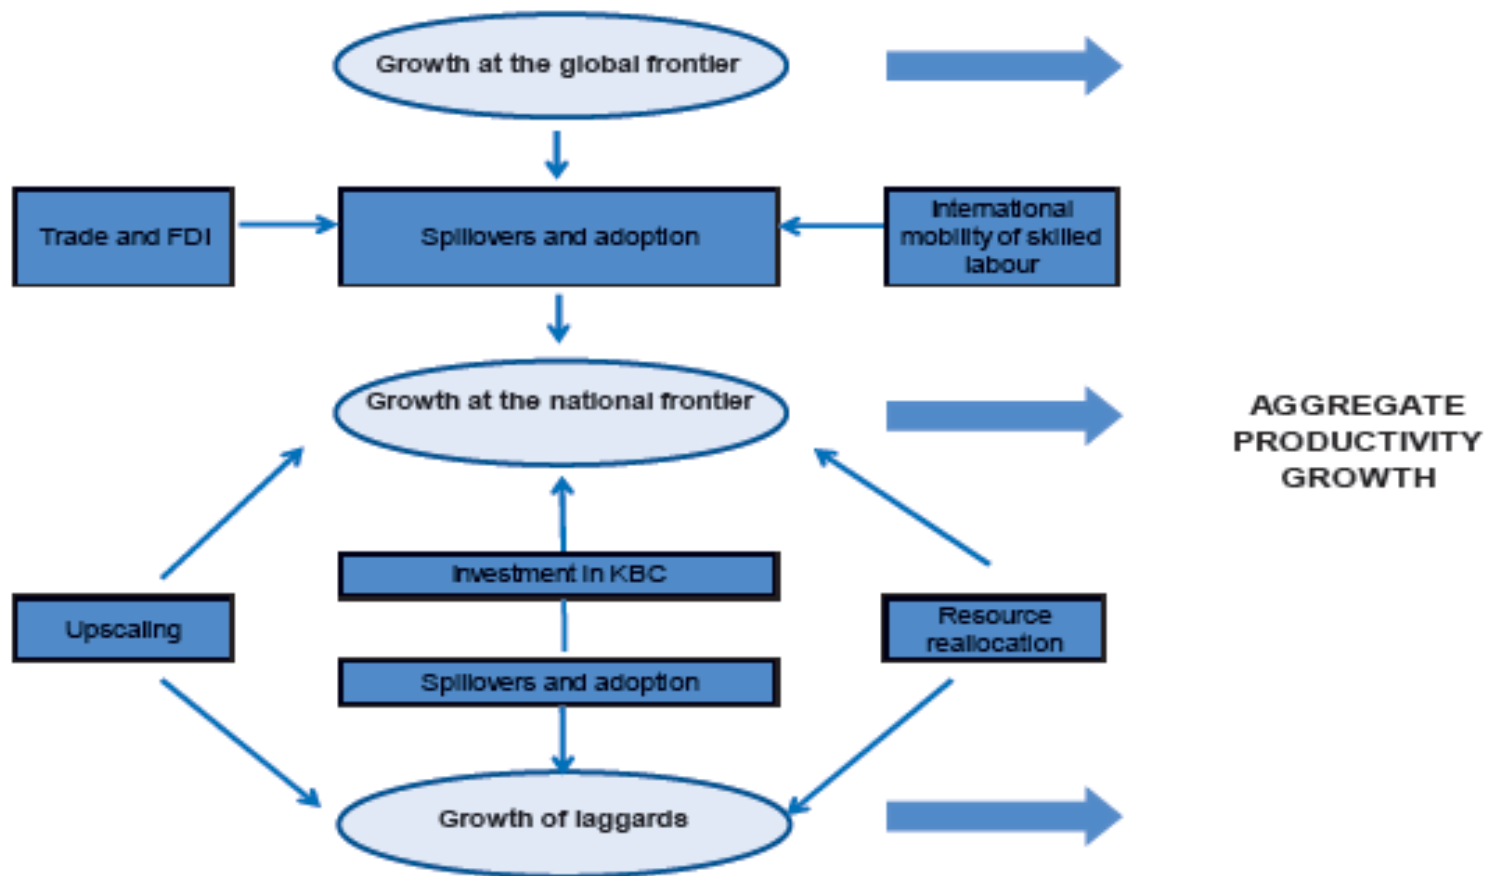 Growth at the global frontier
Trade and FDI
Spillovers and adoption
International
mobility of skilled
labour
Growth at the national frontier
AGGREGATE
PRODUCTIVITY
GROWTH
Investment in KBC
Upscaling
Resource
reallocation
Spillovers and adoption
Growth of laggards